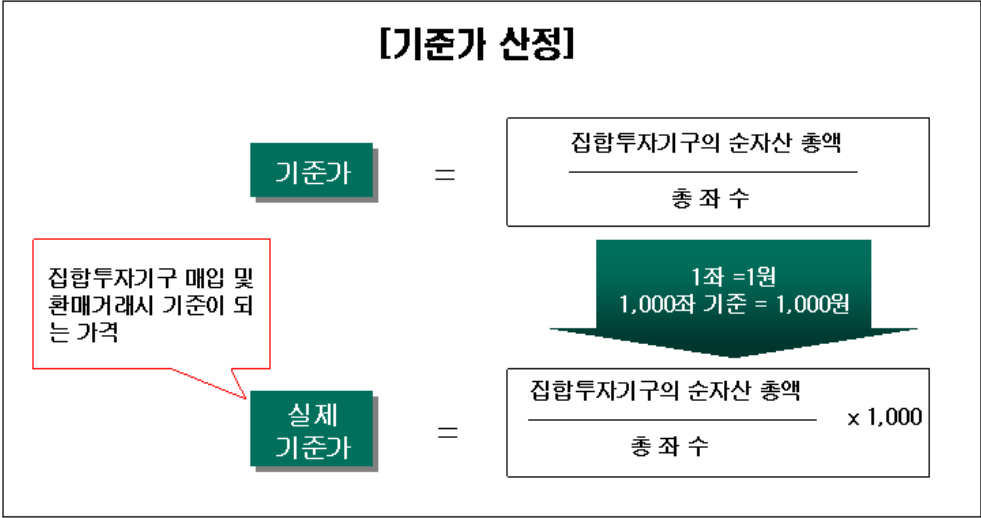 [기준가 산정]
기준가
=
집합투자기구의 순자산 총액
총 좌 수
1좌 =1원
1,000좌 기준 = 1,000원
집합투자기구 매입 및
환매거래시 기준이 되
는 가격
실제
기준가
=
집합투자기구의 순자산 총액
총 좌 수
x 1,000